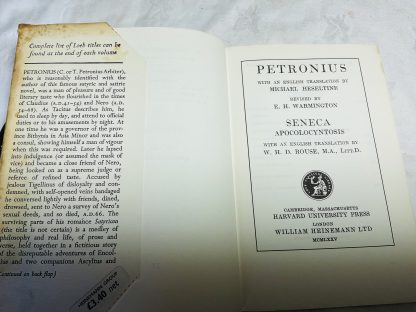 Complete list of Loeb titles can be
found at the end of each volume
PETRONIUS (C. or T. Petronius Arbiter),
who is reasonably identified with the
author of this famous satyric and satiric
novel, was a man of pleasure and of good
literary taste who flourished in the times
of Claudius (A.D. 41–54) and Nero (A.D.
54–68). As Tacitus describes him, he
used to sleep by day, and attend to official
duties or to his amusements by night. At
one time he was governor of the province
Bithynia in Asia Minor and was also
a consul, showing himself a man of vigour
when this was required. Later he lapsed
into indulgence (or assumed the mask of
vice) and became a close friend of Nero,
being looked on as a supreme judge or
referee of refined taste. Accused by
jealous Tigellinus of disloyalty and con-
demned, with self-opened veins bandaged
he conversed lightly with friends, dined,
drowsed, sent to Nero a survey of Nero's
sexual deeds, and so died, A.D. 66. The
surviving parts of his romance Satyricon
(the title is not certain) is a medley of
philosophy and real life, of prose and
verse, held together in a fictitious story
of the disreputable adventures of Encol-
pius and two companions Ascyltus and
(Continued on back flap)
HEINEMANN GROUP
£3.40 net
PETRONIUS
WITH AN ENGLISH TRANSLATION BY
MICHAEL HESELTINE
REVISED BY
E. H. WARMINGTON
SENECA
APOCOLOCYNTOSIS
WITH AN ENGLISH TRANSLATION BY
W. H. D. ROUSE, M.A., LITT.D.
CAMBRIDGE, MASSACHUSETTS
HARVARD UNIVERSITY PRESS
LONDON
WILLIAM HEINEMANN LTD
MCMLXXV